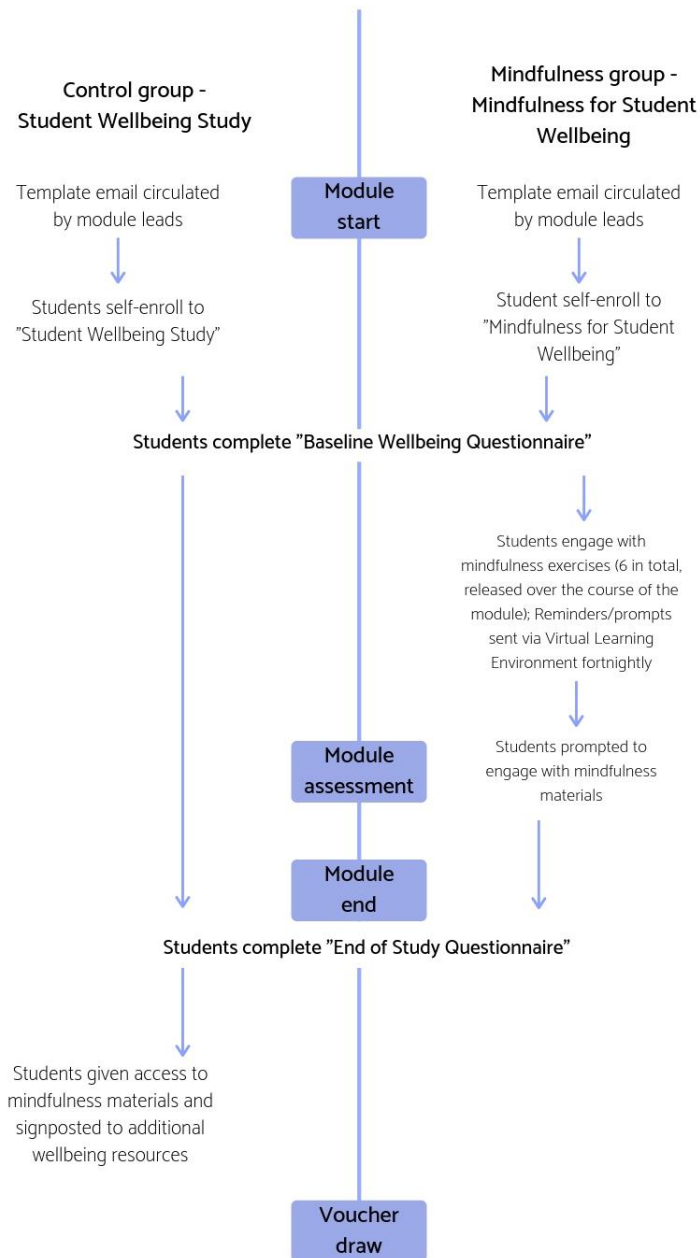 Control group -
Student Wellbeing Study
Mindfulness group -
Mindfulness for Student
Wellbeing
Template email circulated
by module leads
Module
start
Template email circulated
by module leads
Students self-enroll to
"Student Wellbeing Study"
Student self-enroll to
"Mindfulness for Student
Wellbeing"
Students complete "Baseline Wellbeing Questionnaire"
Students engage with
mindfulness exercises (6 in total,
released over the course of the
module); Reminders/prompts
sent via Virtual Learning
Environment fortnightly
Module
assessment
Students prompted to
engage with mindfulness
materials
Module
end
Students complete "End of Study Questionnaire"
Students given access to
mindfulness materials and
signposted to additional
wellbeing resources
Voucher
draw